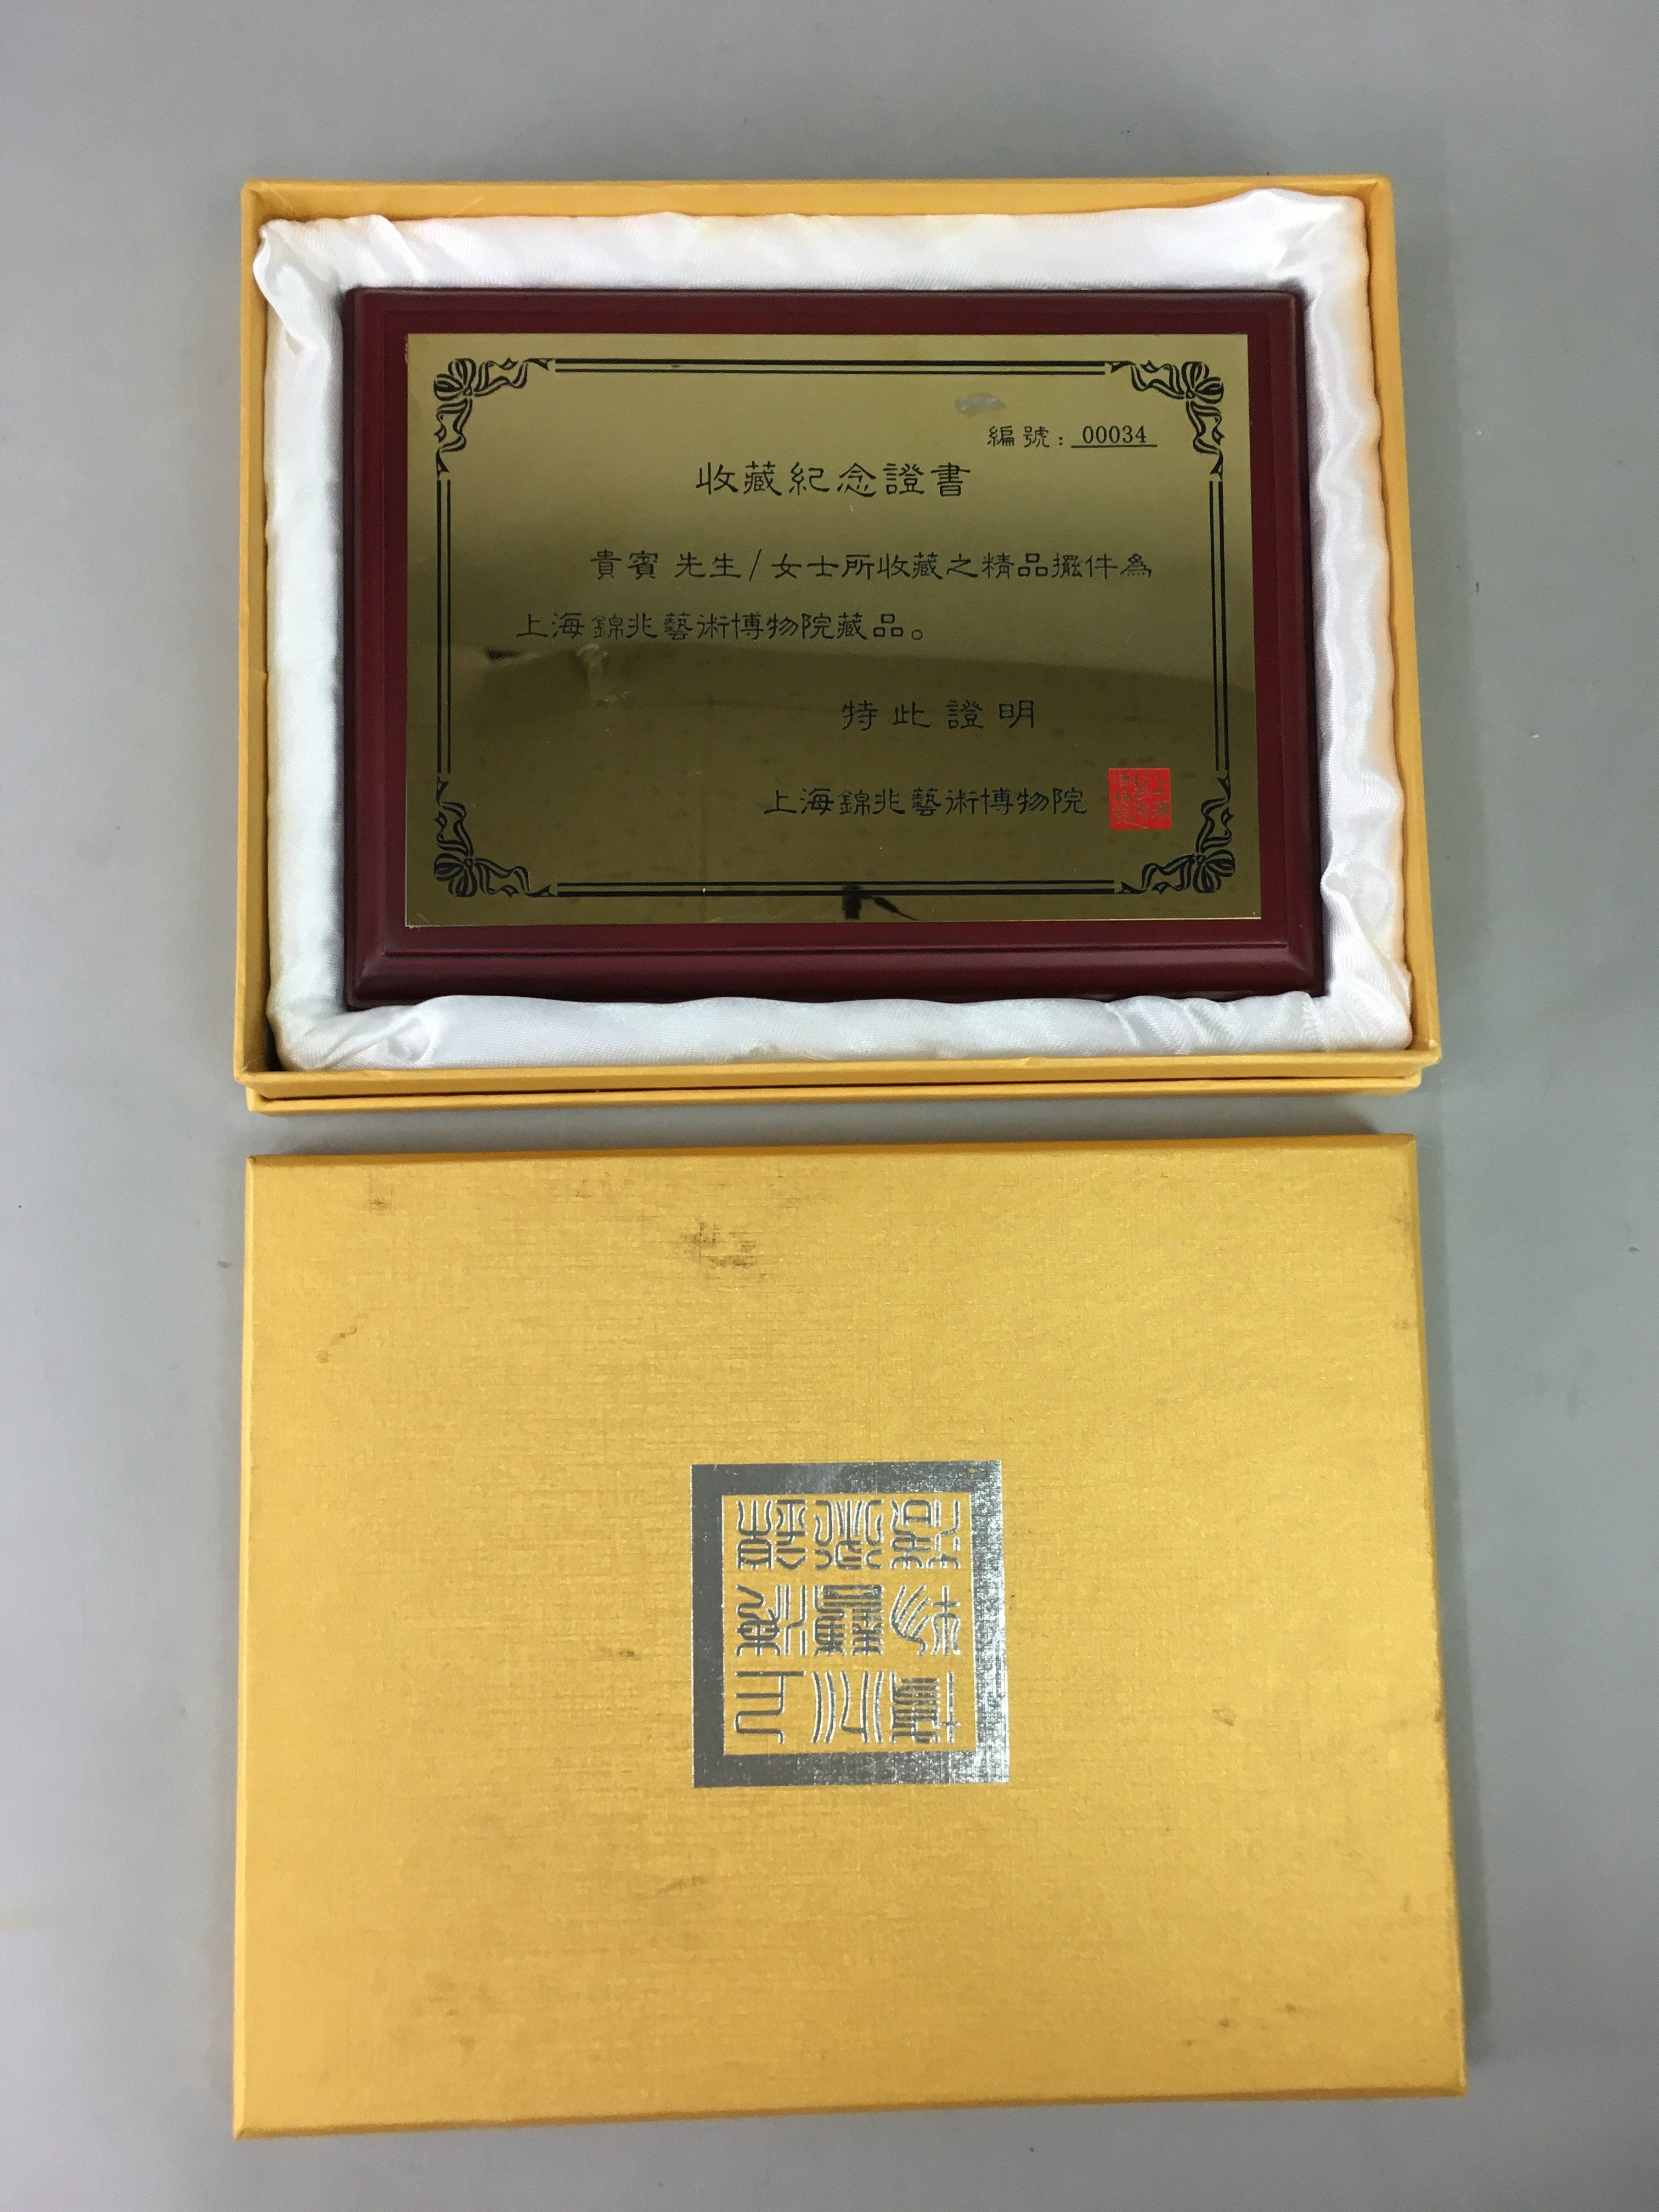 編號：00034
收藏紀念證書
貴賓 先生/女士所收藏之精品擺件為
上海錦兆藝術博物院藏品。
特此證明
上海錦兆藝術博物院